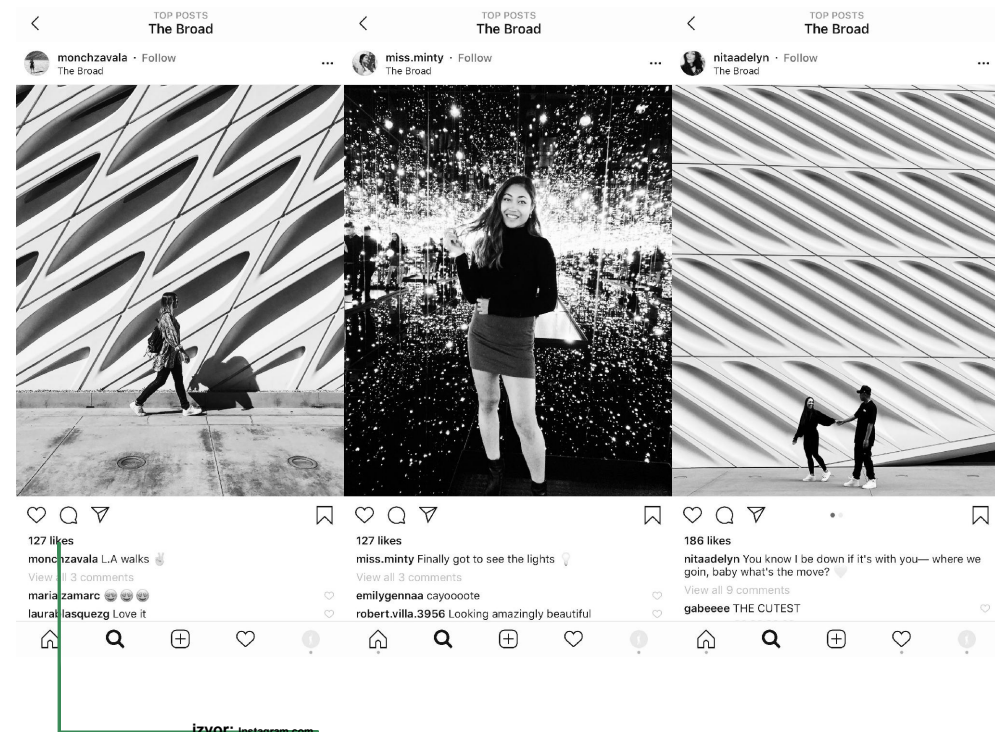 TOP POSTS
The Broad
monchzavala · Follow
The Broad
127 likes
monchzavala L.A walks ✌
View all 3 comments
mariazamarc
laurablasquezg Love it
TOP POSTS
The Broad
miss.minty · Follow
The Broad
127 likes
miss.minty Finally got to see the lights 💡
View all 3 comments
emilygennaa cayoooote
robert.villa.3956 Looking amazingly beautiful
TOP POSTS
The Broad
nitaadelyn · Follow
The Broad
186 likes
nitaadelyn You know I be down if it's with you— where we
goin, baby what's the move? 🤍
View all 9 comments
gabeeee THE CUTEST
izvor: Instagram.com